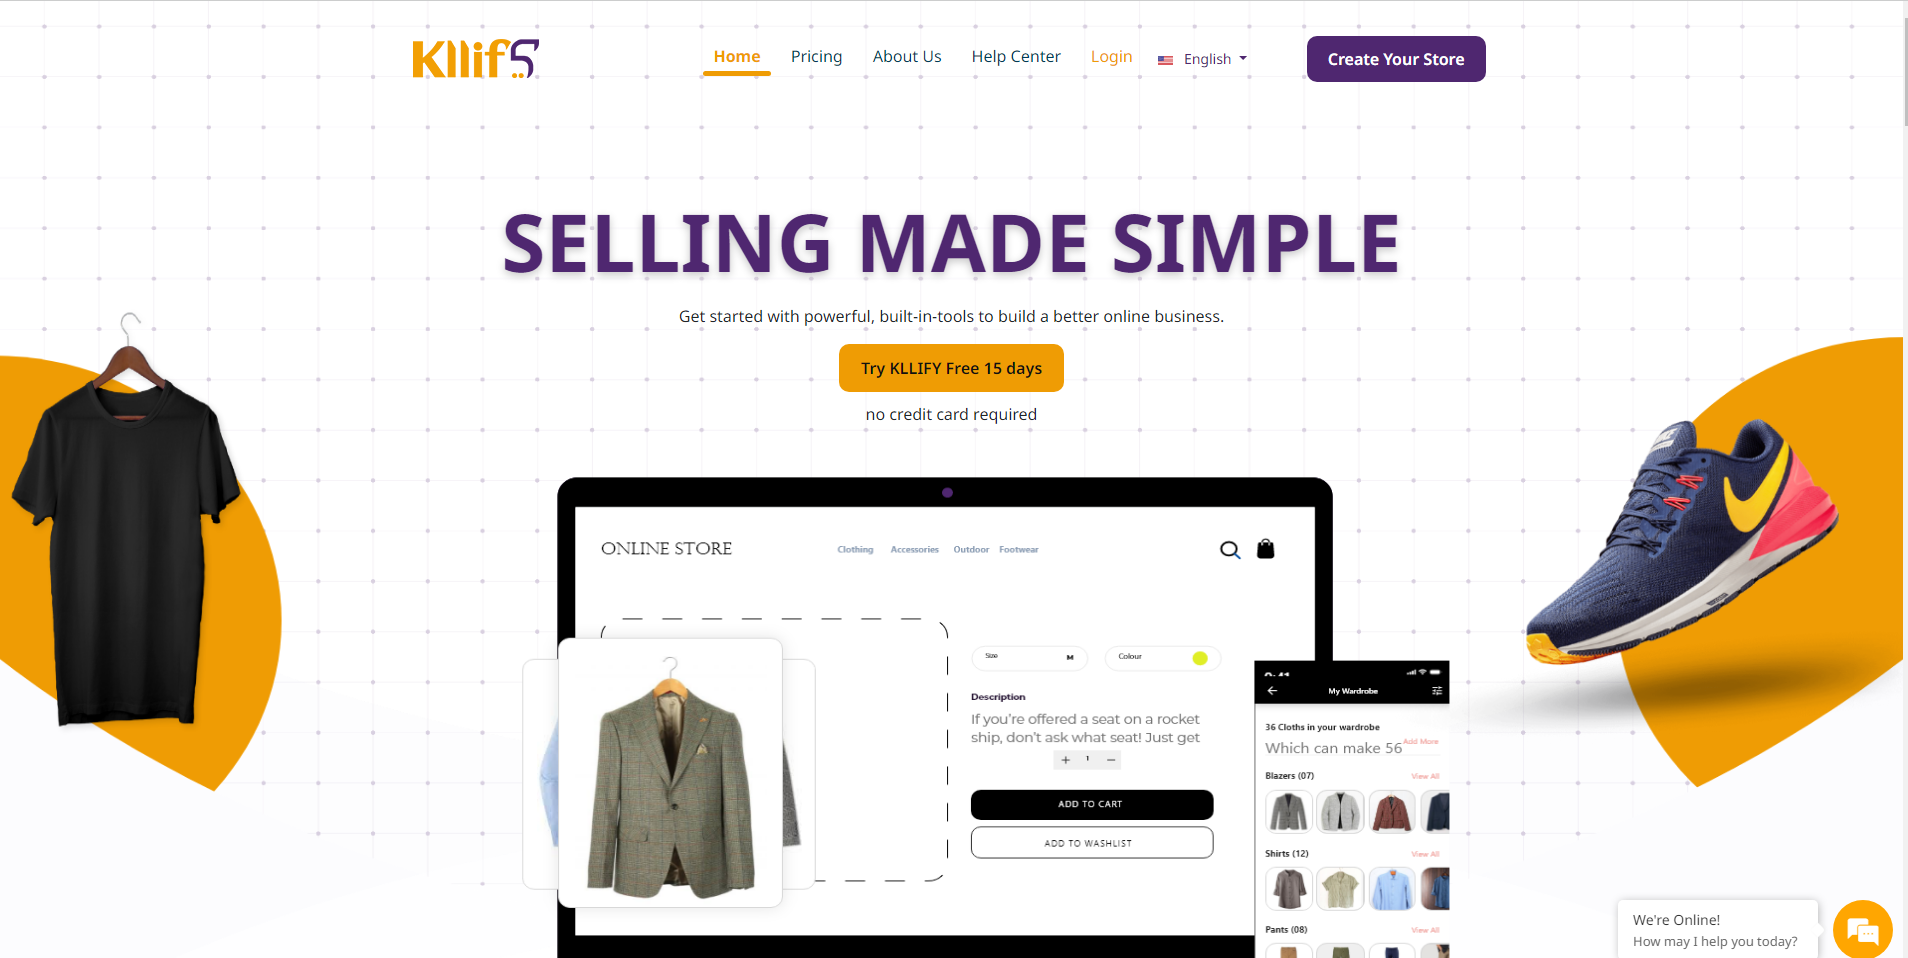 Kllify
Home Pricing About Us Help Center Login English Create Your Store
SELLING MADE SIMPLE
Get started with powerful, built-in-tools to build a better online business.
Try KLLIFY Free 15 days
no credit card required
ONLINE STORE Clothing Accessories Outdoor Footwear
Size M Colour
Description
If you're offered a seat on a rocket
ship, don't ask what seat! Just get
+ 1 −
ADD TO CART
ADD TO WASHLIST
9:41
My Wardrobe
36 Cloths in your wardrobe
Which can make 56 Add More
Blazers (07) View All
Shirts (12) View All
Pants (08) View All
We're Online!
How may I help you today?